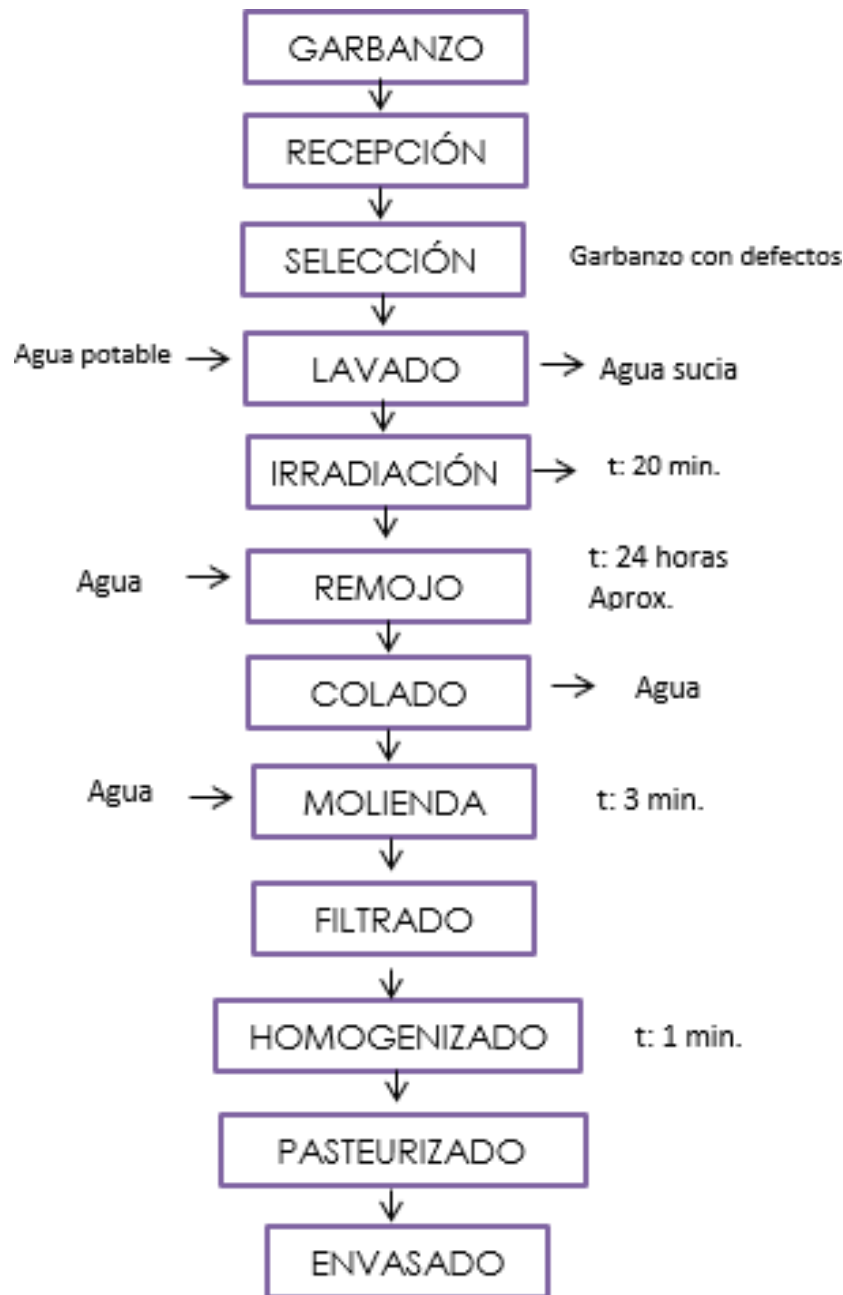 GARBANZO
RECEPCIÓN
SELECCIÓN
Garbanzo con defectos
Agua potable
LAVADO
Agua sucia
IRRADIACIÓN
t: 20 min.
Agua
REMOJO
t: 24 horas
Aprox.
COLADO
Agua
Agua
MOLIENDA
t: 3 min.
FILTRADO
HOMOGENIZADO
t: 1 min.
PASTEURIZADO
ENVASADO